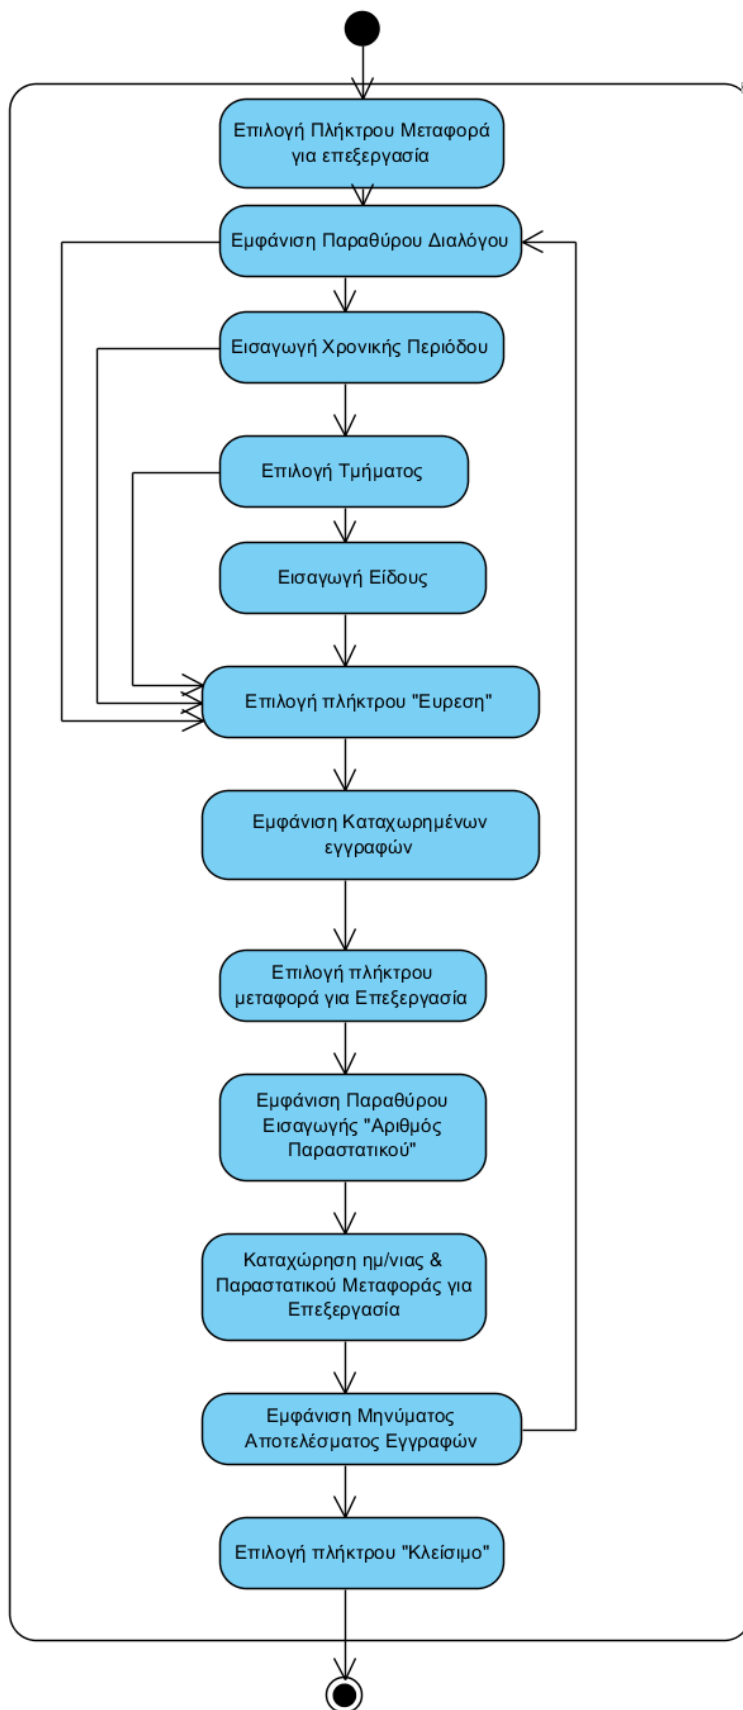 Επιλογή Πλήκτρου Μεταφορά
για επεξεργασία
Εμφάνιση Παραθύρου Διαλόγου
Εισαγωγή Χρονικής Περιόδου
Επιλογή Τμήματος
Εισαγωγή Είδους
Επιλογή πλήκτρου "Ευρεση"
Εμφάνιση Καταχωρημένων
εγγραφών
Επιλογή πλήκτρου
μεταφορά για Επεξεργασία
Εμφάνιση Παραθύρου
Εισαγωγής "Αριθμός
Παραστατικού"
Καταχώρηση ημ/νιας &
Παραστατικού Μεταφοράς για
Επεξεργασία
Εμφάνιση Μηνύματος
Αποτελέσματος Εγγραφών
Επιλογή πλήκτρου "Κλείσιμο"